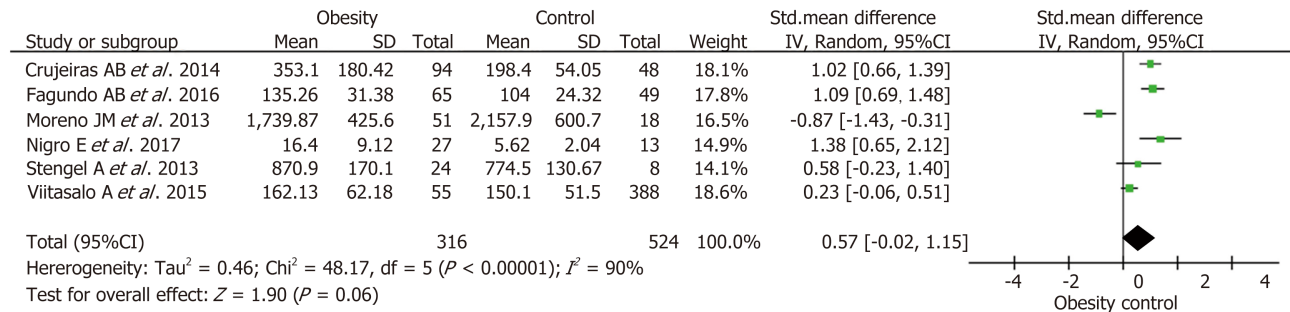 Obesity Control Std.mean difference Std.mean difference
Study or subgroup Mean SD Total Mean SD Total Weight IV, Random, 95%CI IV, Random, 95%CI
Crujeiras AB et al. 2014 353.1 180.42 94 198.4 54.05 48 18.1% 1.02 [0.66, 1.39]
Fagundo AB et al. 2016 135.26 31.38 65 104 24.32 49 17.8% 1.09 [0.69, 1.48]
Moreno JM et al. 2013 1,739.87 425.6 51 2,157.9 600.7 18 16.5% -0.87 [-1.43, -0.31]
Nigro E et al. 2017 16.4 9.12 27 5.62 2.04 13 14.9% 1.38 [0.65, 2.12]
Stengel A et al. 2013 870.9 170.1 24 774.5 130.67 8 14.1% 0.58 [-0.23, 1.40]
Viitasalo A et al. 2015 162.13 62.18 55 150.1 51.5 388 18.6% 0.23 [-0.06, 0.51]
Total (95%CI) 316 524 100.0% 0.57 [-0.02, 1.15]
Hererogeneity: Tau² = 0.46; Chi² = 48.17, df = 5 (P < 0.00001); I² = 90%
Test for overall effect: Z = 1.90 (P = 0.06)
-4 -2 0 2 4
Obesity control